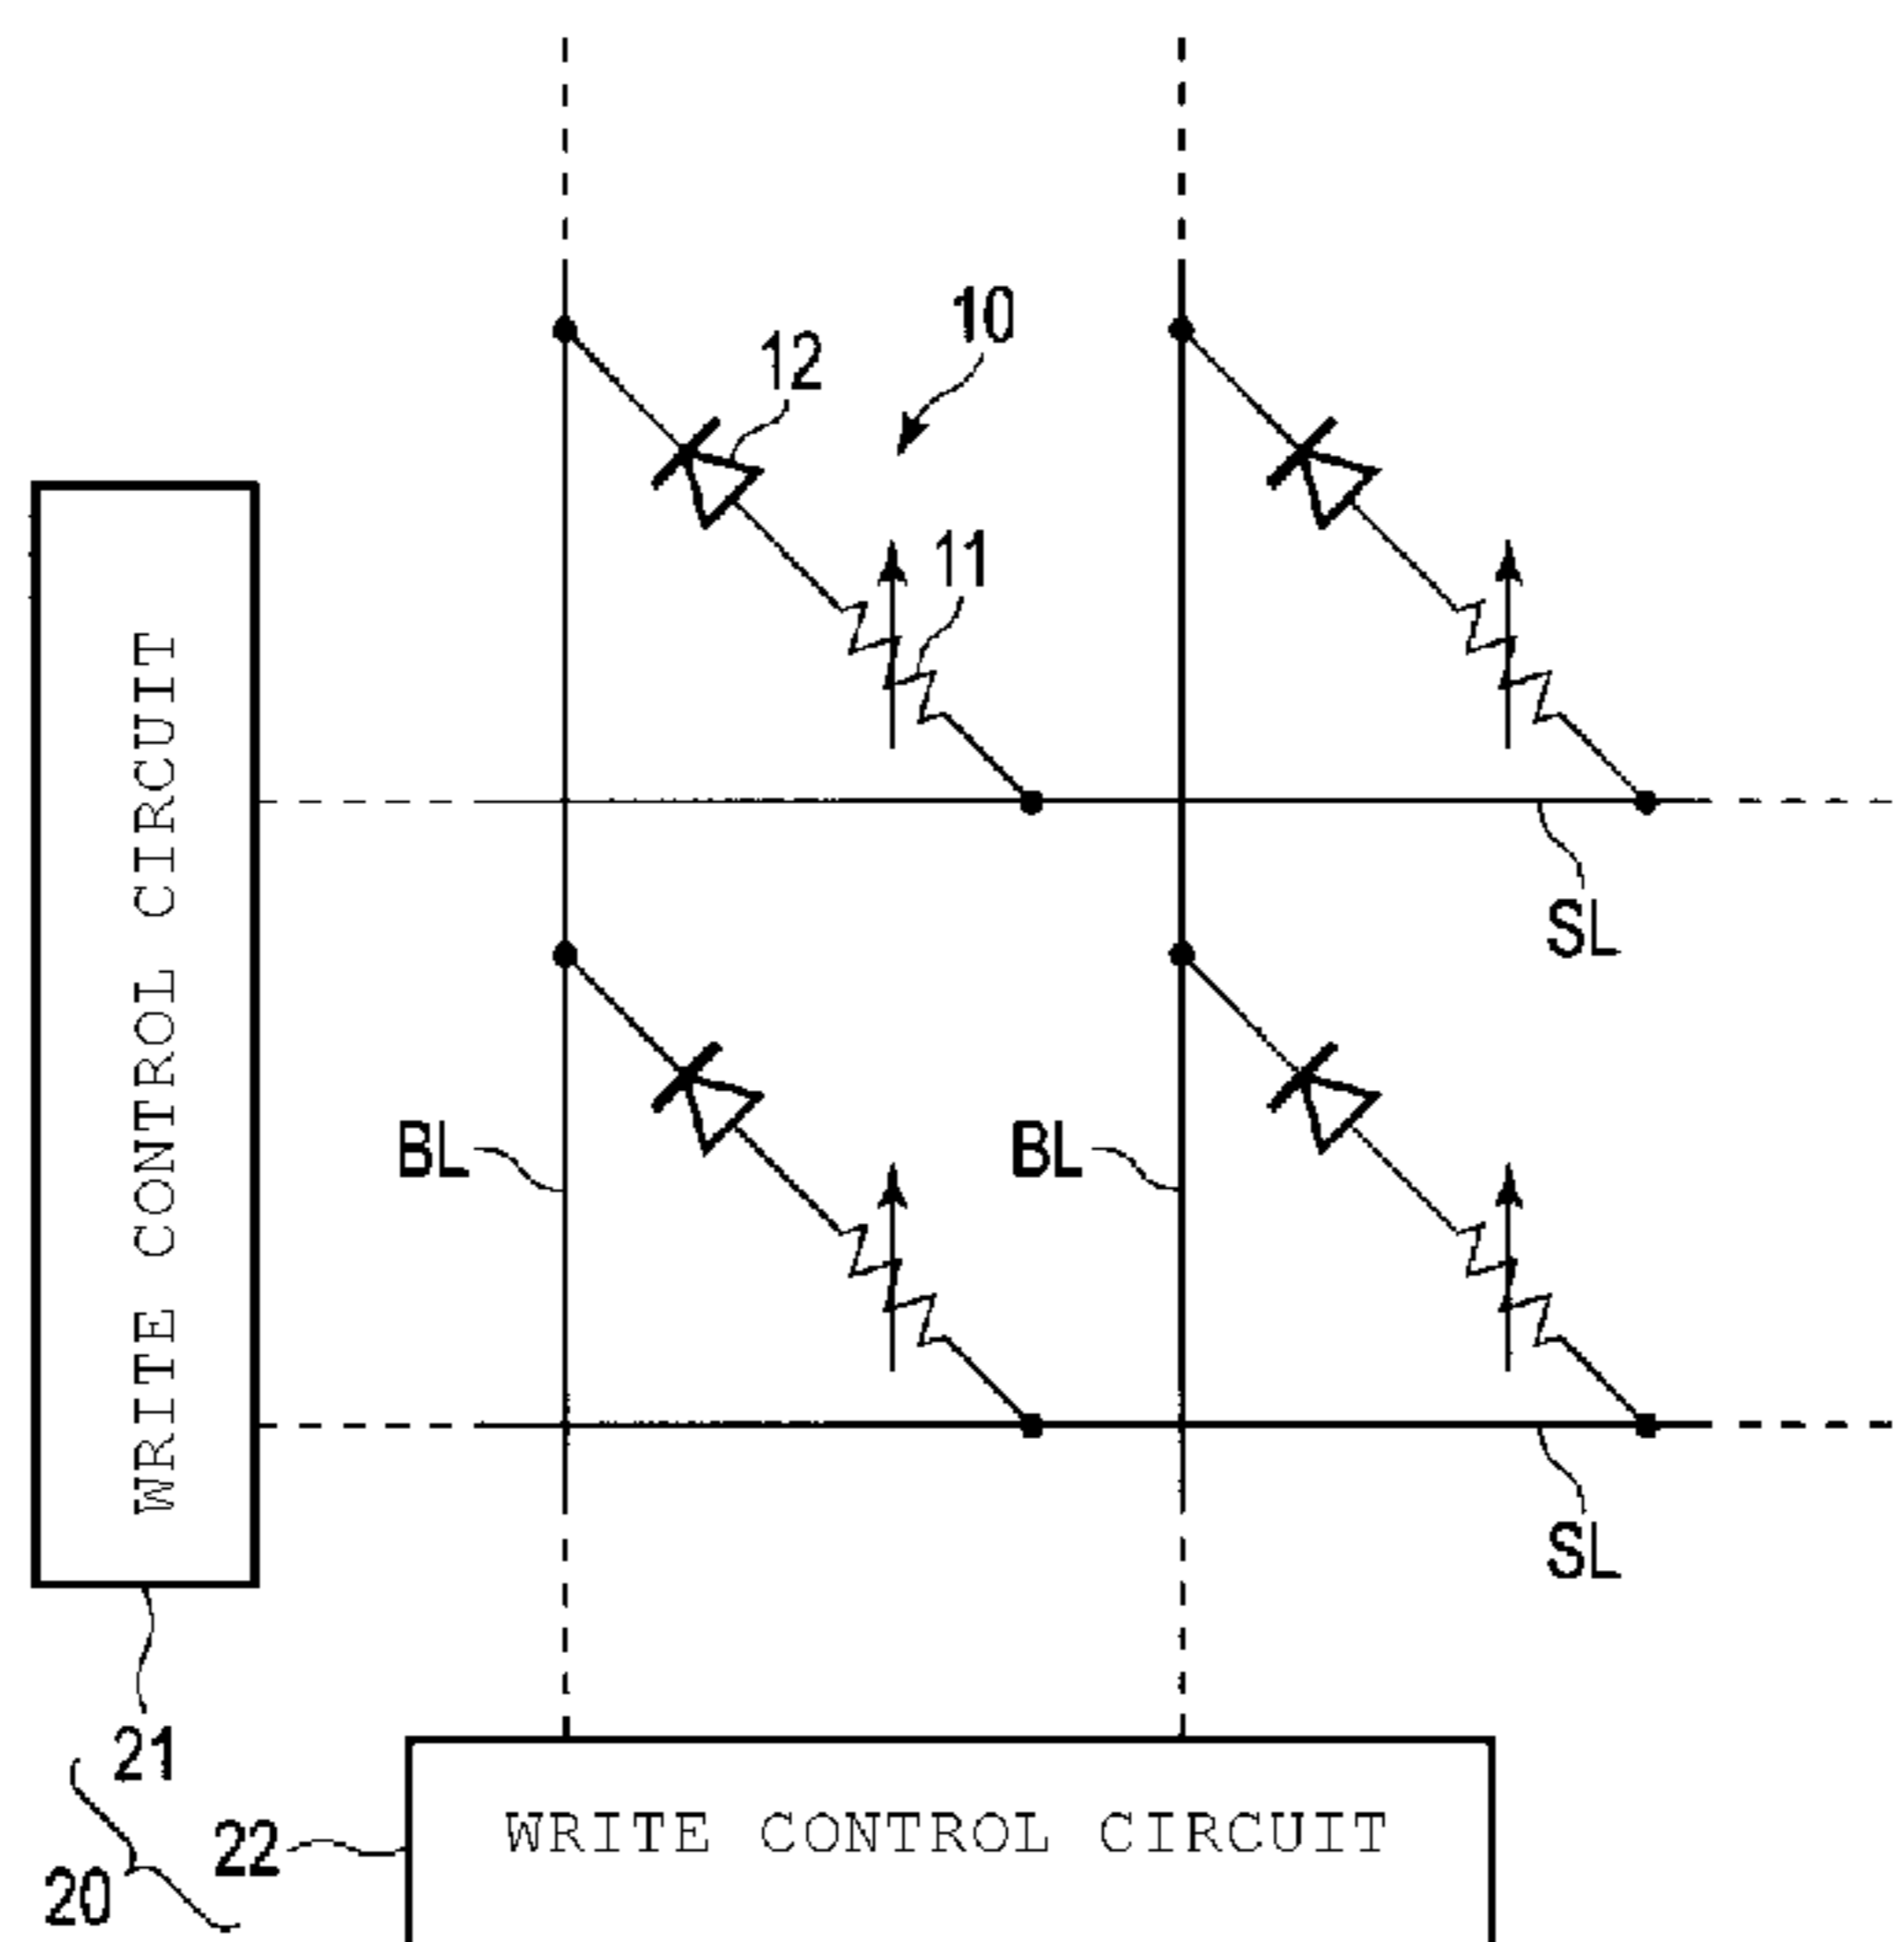 10
12
11
WRITE CONTROL CIRCUIT
SL
BL
BL
SL
21
22
20
WRITE CONTROL CIRCUIT